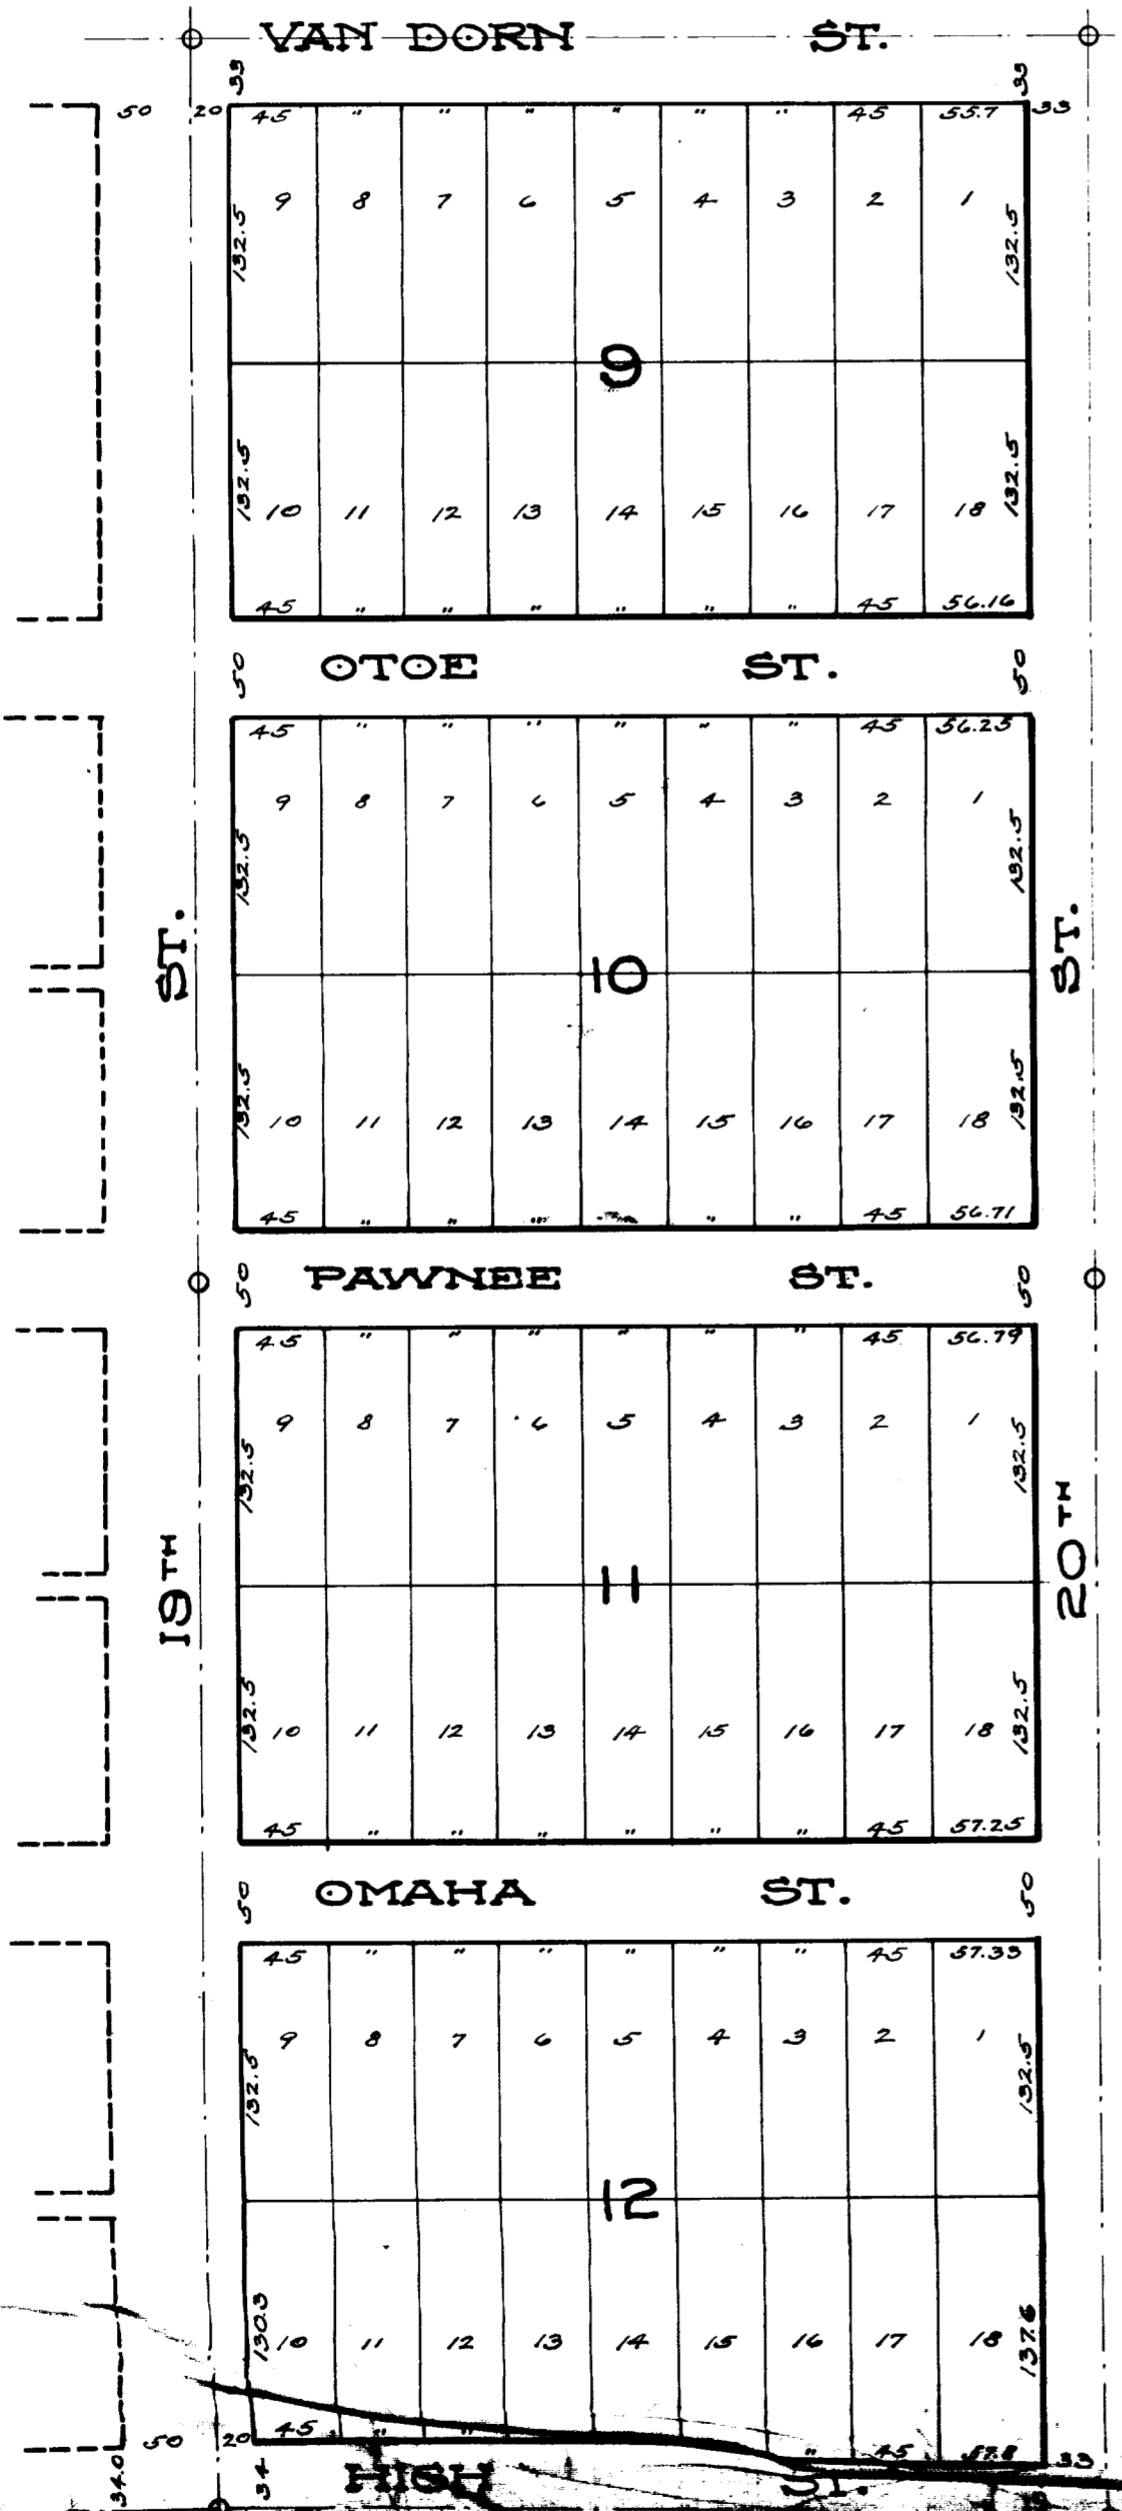 VAN DORN ST.
33 33
50 20 45 " " " " " " 45 55.7 33
9 8 7 6 5 4 3 2 1
132.5 132.5
9
132.5 132.5
10 11 12 13 14 15 16 17 18
45 " " " " " " 45 56.16
50 OTOE ST. 50
45 " " " " " " 45 56.25
9 8 7 6 5 4 3 2 1
132.5 132.5
ST. ST.
10
132.5 132.5
10 11 12 13 14 15 16 17 18
45 " " " " " 45 56.71
50 PAWNEE ST. 50
45 " " " " " " 45 56.79
9 8 7 6 5 4 3 2 1
132.5 132.5
19TH 20TH
11
132.5 132.5
10 11 12 13 14 15 16 17 18
45 " " " " " " 45 57.25
50 OMAHA ST. 50
45 " " " " " " 45 57.33
9 8 7 6 5 4 3 2 1
132.5 132.5
12
130.3 137.6
10 11 12 13 14 15 16 17 18
50 20 45 " " " 45 57.8 33
34.0 34 HIGH ST.